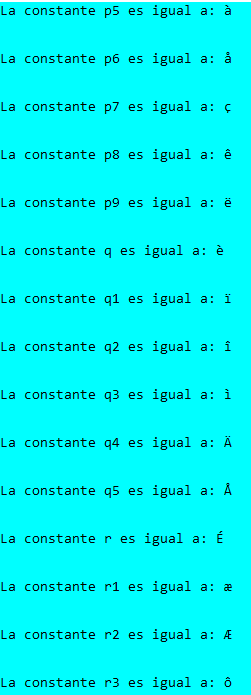 La constante p5 es igual a: à
La constante p6 es igual a: å
La constante p7 es igual a: ç
La constante p8 es igual a: ê
La constante p9 es igual a: ë
La constante q es igual a: è
La constante q1 es igual a: ï
La constante q2 es igual a: î
La constante q3 es igual a: ì
La constante q4 es igual a: Ä
La constante q5 es igual a: Å
La constante r es igual a: É
La constante r1 es igual a: æ
La constante r2 es igual a: Æ
La constante r3 es igual a: ô